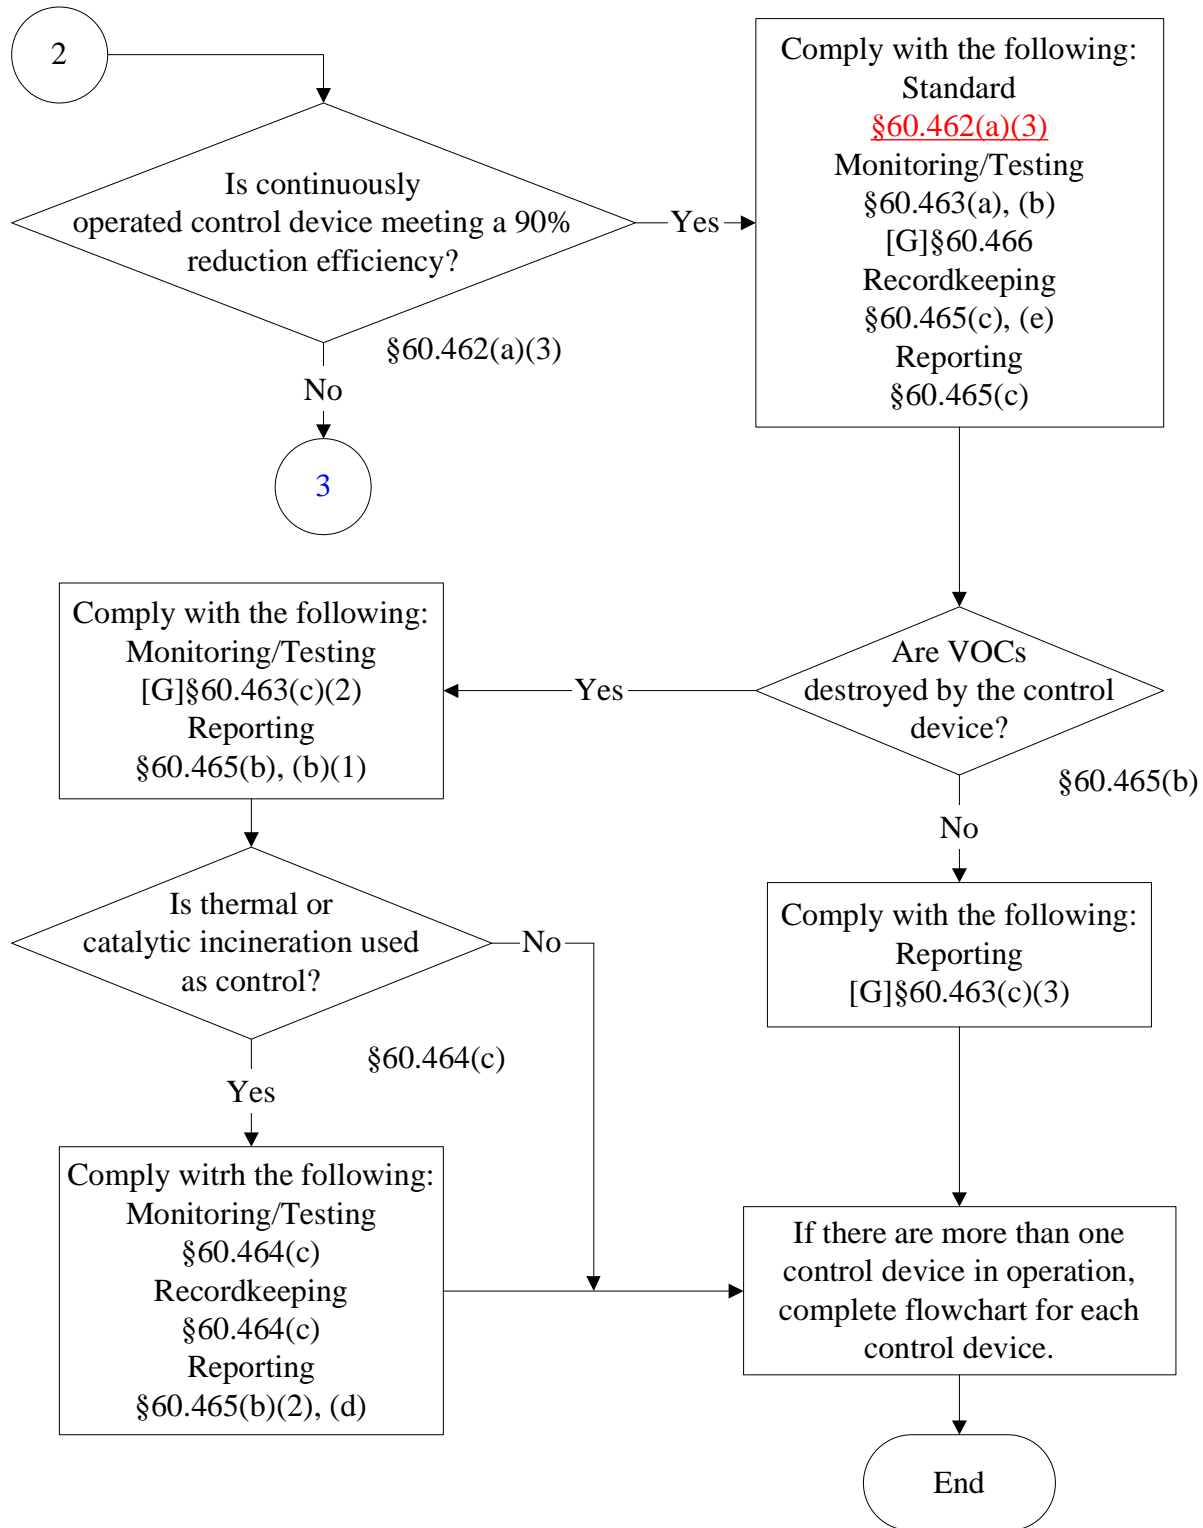 2
Is continuously
operated control device meeting a 90%
reduction efficiency?
§60.462(a)(3)
Yes
No
3
Comply with the following:
Standard
§60.462(a)(3)
Monitoring/Testing
§60.463(a), (b)
[G]§60.466
Recordkeeping
§60.465(c), (e)
Reporting
§60.465(c)
Are VOCs
destroyed by the control
device?
§60.465(b)
Yes
No
Comply with the following:
Monitoring/Testing
[G]§60.463(c)(2)
Reporting
§60.465(b), (b)(1)
Is thermal or
catalytic incineration used
as control?
§60.464(c)
No
Yes
Comply witrh the following:
Monitoring/Testing
§60.464(c)
Recordkeeping
§60.464(c)
Reporting
§60.465(b)(2), (d)
Comply with the following:
Reporting
[G]§60.463(c)(3)
If there are more than one
control device in operation,
complete flowchart for each
control device.
End